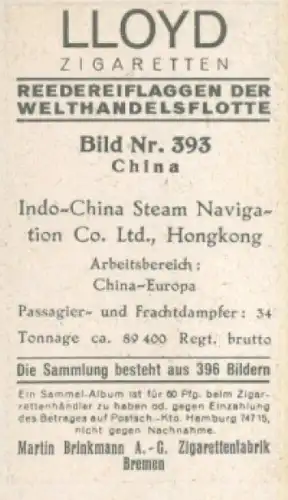 LLOYD
ZIGARETTEN
REEDEREIFLAGGEN DER
WELTHANDELSFLOTTE
Bild Nr. 393
China
Indo-China Steam Naviga-
tion Co. Ltd., Hongkong
Arbeitsbereich:
China-Europa
Passagier- und Frachtdampfer: 34
Tonnage ca. 89 400 Regt. brutto
Die Sammlung besteht aus 396 Bildern
Ein Sammel-Album ist für 60 Pfg. beim Zigar-
rettenhändler zu haben od. gegen Einzahlung
des Betrages auf Postsch.-Kto. Hamburg 74715,
nicht gegen Nachnahme.
Martin Brinkmann A.-G. Zigarettenfabrik
Bremen